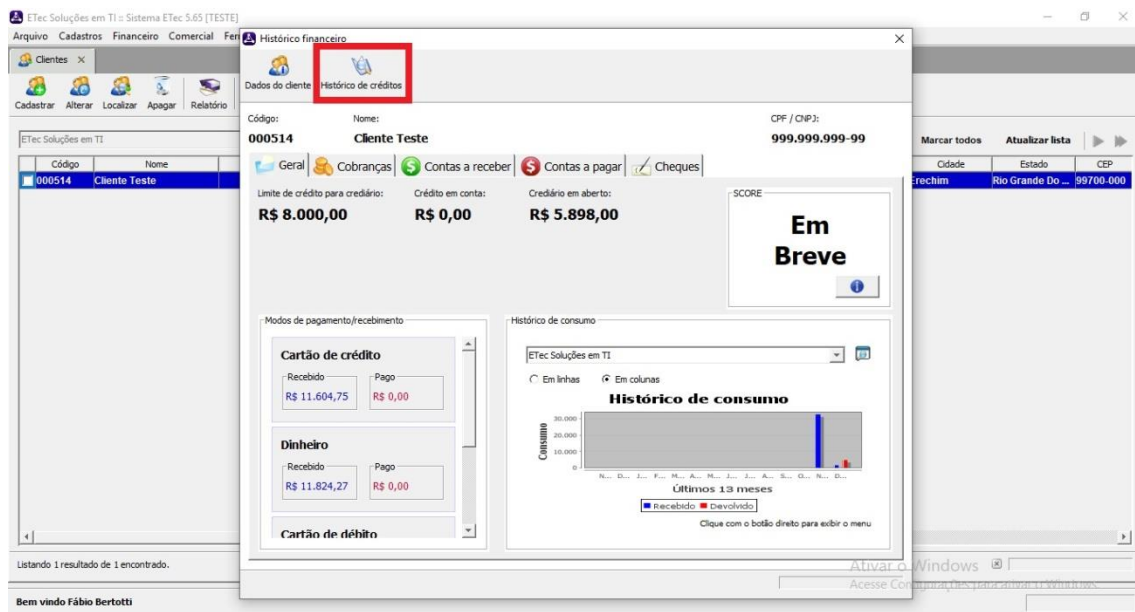 ETec Soluções em TI :: Sistema ETec 5.65 [TESTE]
Arquivo Cadastros Financeiro Comercial
Clientes
Cadastrar Alterar Localizar Apagar Relatório
ETec Soluções em TI
Código Nome
000514 Cliente Teste
Histórico financeiro
Dados do cliente Histórico de créditos
Código: Nome: CPF / CNPJ:
000514 Cliente Teste 999.999.999-99
Geral Cobranças Contas a receber Contas a pagar Cheques
Limite de crédito para crediário: Crédito em conta: Crediário em aberto:
R$ 8.000,00 R$ 0,00 R$ 5.898,00
SCORE
Em
Breve
Modos de pagamento/recebimento
Cartão de crédito
Recebido Pago
R$ 11.604,75 R$ 0,00
Dinheiro
Recebido Pago
R$ 11.824,27 R$ 0,00
Cartão de débito
Histórico de consumo
ETec Soluções em TI
Em linhas Em colunas
Histórico de consumo
Consumo
30.000
20.000
10.000
0
N... D... J... F... M... A... M... J... J... A... S... O... N... D...
Últimos 13 meses
Recebido Devolvido
Clique com o botão direito para exibir o menu
Marcar todos Atualizar lista
Cidade Estado CEP
Erechim Rio Grande Do ... 99700-000
Listando 1 resultado de 1 encontrado.
Ativar o Windows
Acesse Configurações para ativar o Windows.
Bem vindo Fábio Bertotti